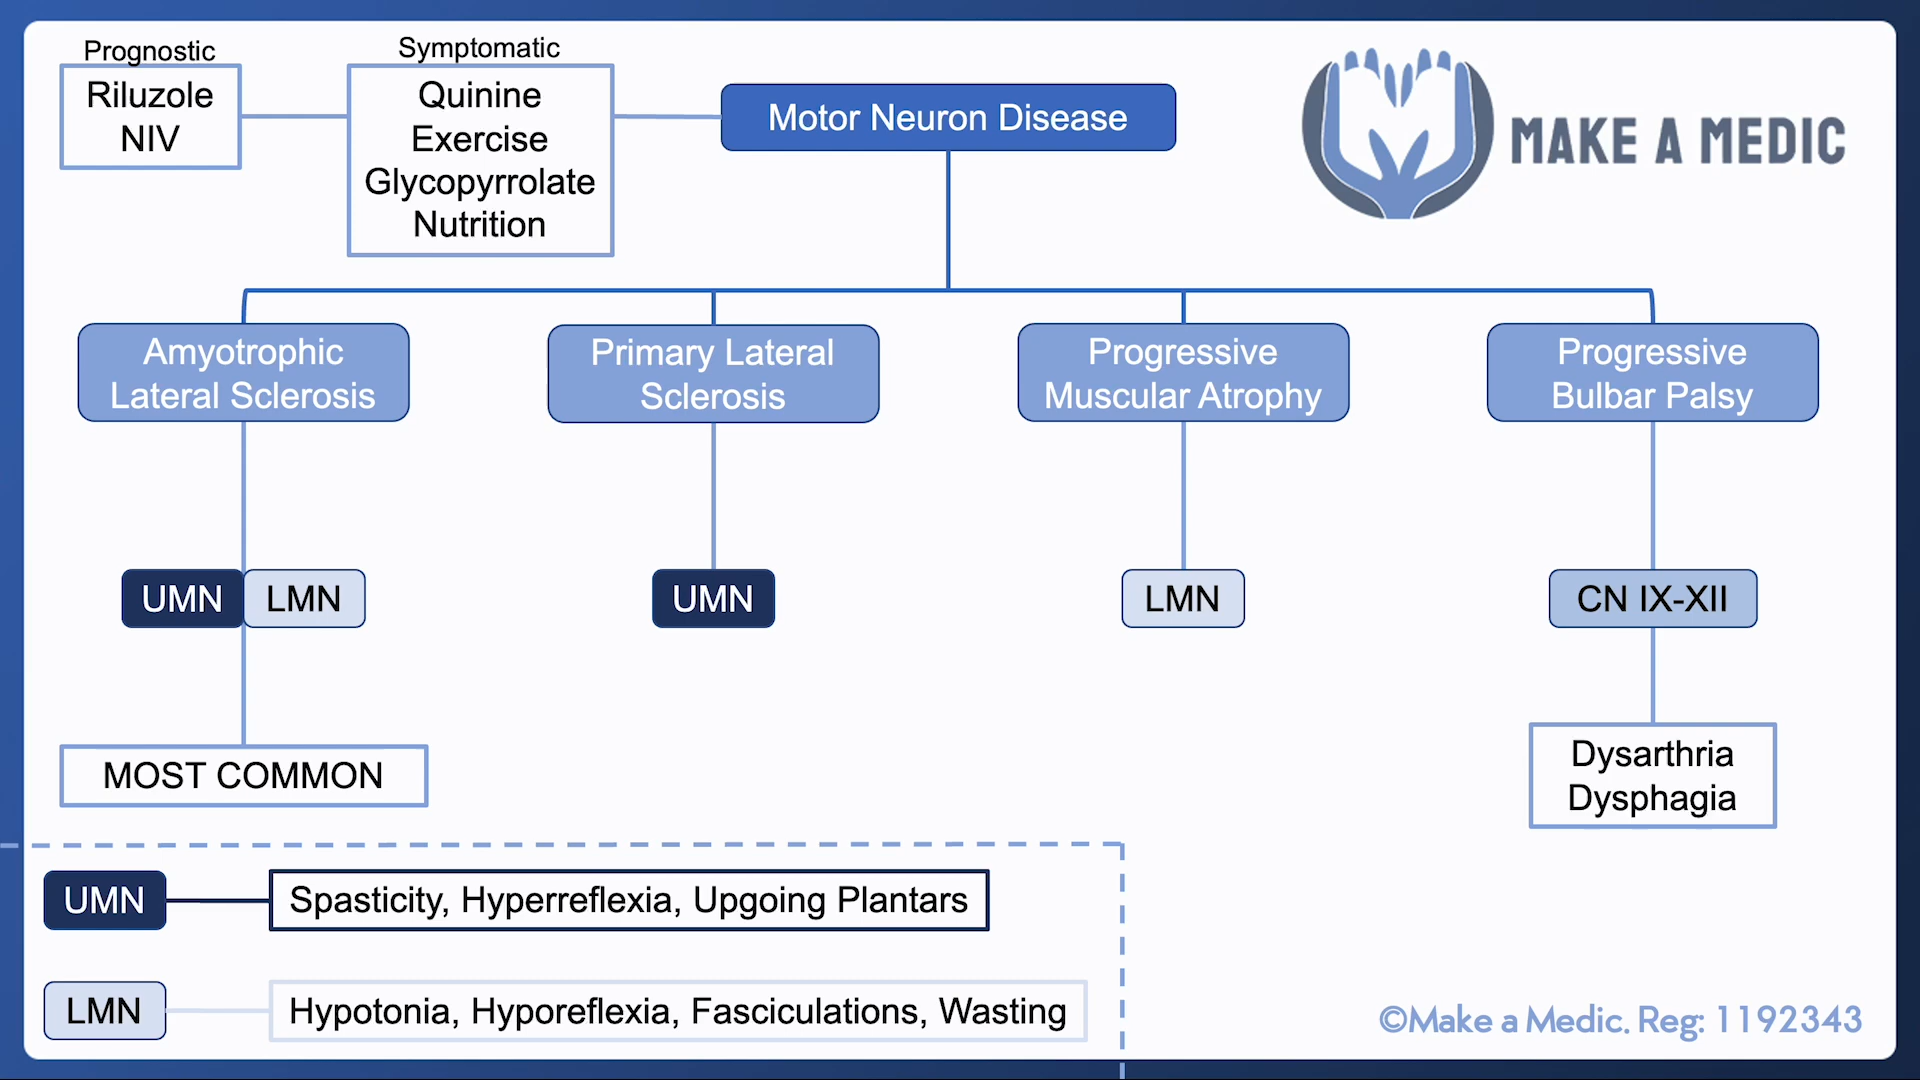 Prognostic
Riluzole
NIV
Symptomatic
Quinine
Exercise
Glycopyrrolate
Nutrition
Motor Neuron Disease
MAKE A MEDIC
Amyotrophic
Lateral Sclerosis
Primary Lateral
Sclerosis
Progressive
Muscular Atrophy
Progressive
Bulbar Palsy
UMN
LMN
UMN
LMN
CN IX-XII
MOST COMMON
Dysarthria
Dysphagia
UMN
Spasticity, Hyperreflexia, Upgoing Plantars
LMN
Hypotonia, Hyporeflexia, Fasciculations, Wasting
©Make a Medic. Reg: 1192343